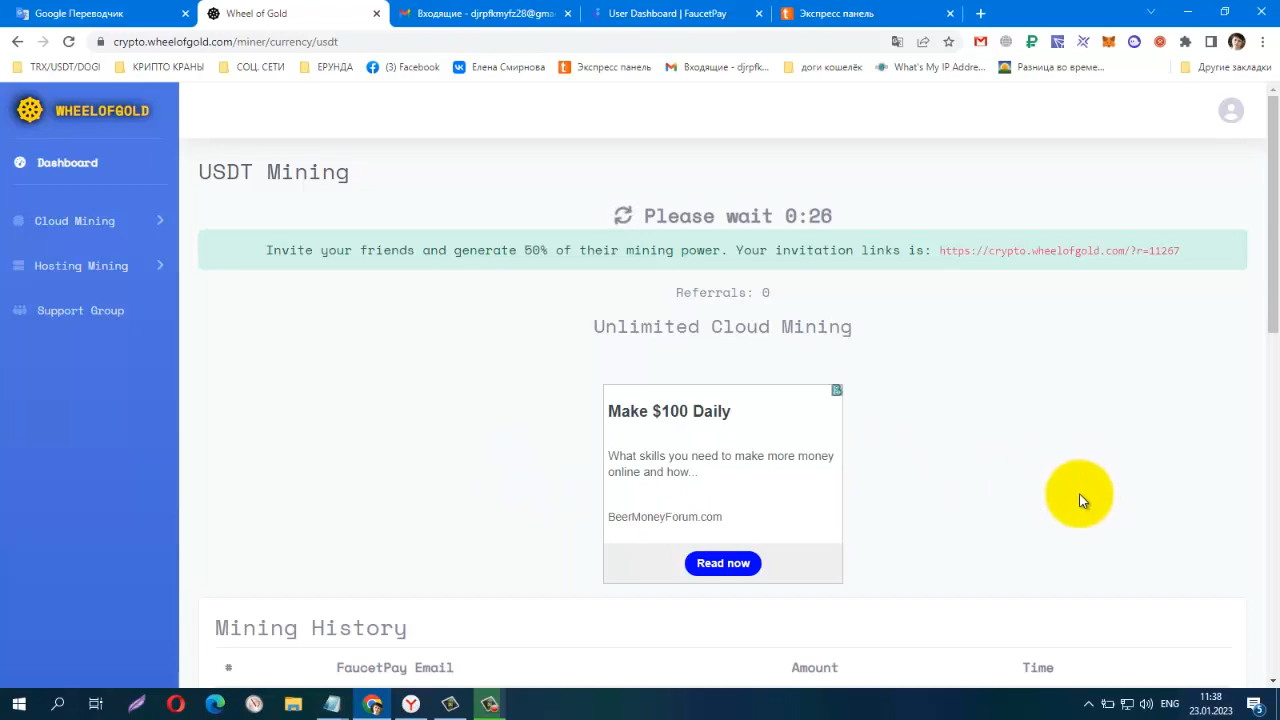 Google Переводчик
Wheel of Gold
Входящие - djrpfkmyfz28@gma
User Dashboard | FaucetPay
Экспресс панель
crypto.wheelofgold.com/miner/currency/usdt
TRX/USDT/DOGI
КРИПТО КРАНЫ
СОЦ. СЕТИ
ЕРУНДА
(3) Facebook
Елена Смирнова
Экспресс панель
Входящие - djrpf...
доги кошелёк
What's My IP Addre...
Разница во време...
Другие закладки
WHEELOFGOLD
Dashboard
Cloud Mining
Hosting Mining
Support Group
USDT Mining
Please wait 0:26
Invite your friends and generate 50% of their mining power. Your invitation links is: https://crypto.wheelofgold.com/?r=11267
Referrals: 0
Unlimited Cloud Mining
Make $100 Daily
What skills you need to make more money
online and how...
BeerMoneyForum.com
Read now
Mining History
# FaucetPay Email Amount Time
ENG
11:38
23.01.2023
5